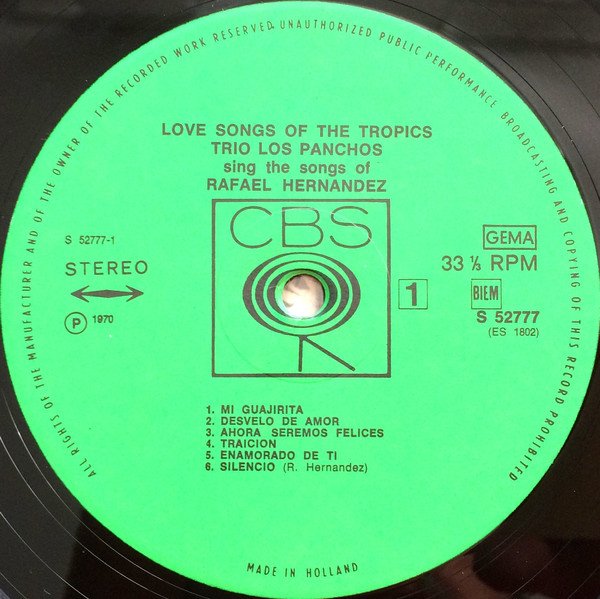 ALL RIGHTS OF THE MANUFACTURER AND OF THE OWNER OF THE RECORDED WORK RESERVED. UNAUTHORIZED PUBLIC PERFORMANCE BROADCASTING AND COPYING OF THIS RECORD PROHIBITED
LOVE SONGS OF THE TROPICS
TRIO LOS PANCHOS
sing the songs of
RAFAEL HERNANDEZ
CBS
S 52777-1
STEREO
Ⓟ 1970
GEMA
33 ⅓ RPM
1
BIEM
S 52777
(ES 1802)
1. MI GUAJIRITA
2. DESVELO DE AMOR
3. AHORA SEREMOS FELICES
4. TRAICION
5. ENAMORADO DE TI
6. SILENCIO (R. Hernandez)
MADE IN HOLLAND